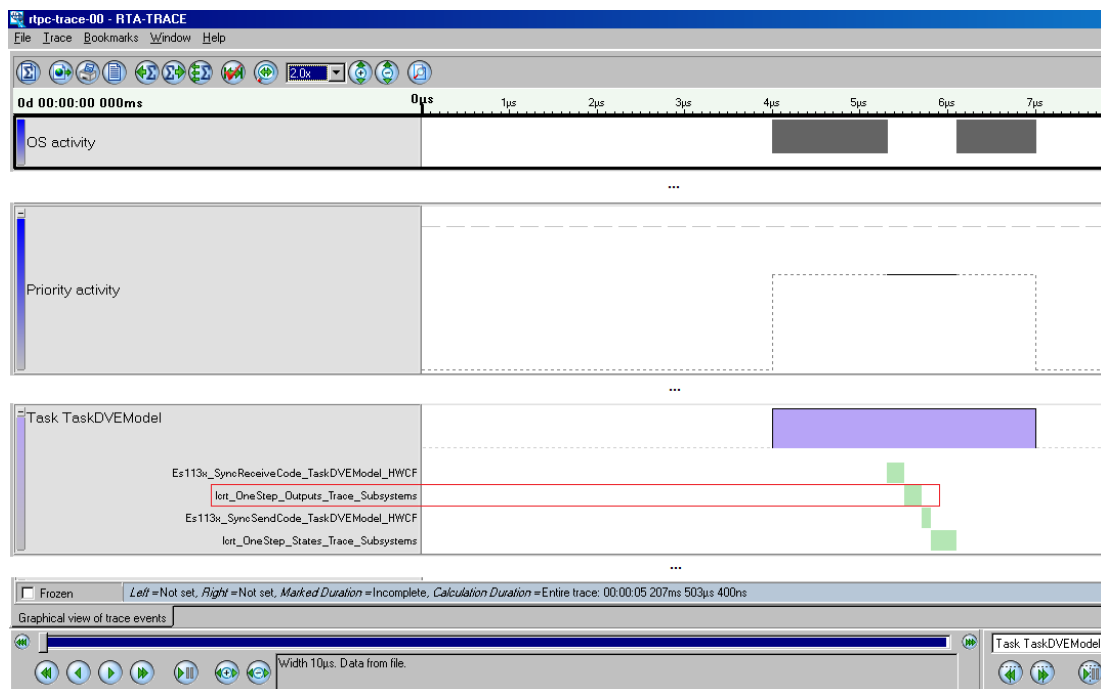 rtpc-trace-00 - RTA-TRACE
File Trace Bookmarks Window Help
2.0x
0d 00:00:00 000ms 0µs 1µs 2µs 3µs 4µs 5µs 6µs 7µs
OS activity
...
Priority activity
...
Task TaskDVEModel
Es113x_SyncReceiveCode_TaskDVEModel_HWCF
lcrt_OneStep_Outputs_Trace_Subsystems
Es113x_SyncSendCode_TaskDVEModel_HWCF
lcrt_OneStep_States_Trace_Subsystems
...
Frozen Left =Not set, Right =Not set, Marked Duration =Incomplete, Calculation Duration =Entire trace: 00:00:05 207ms 503µs 400ns
Graphical view of trace events
Task TaskDVEModel
Width 10µs. Data from file.